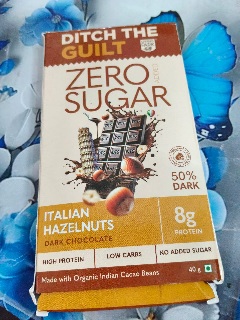 DITCH THE
GUILT
ZERO
ADDED
SUGAR
50%
DARK
ITALIAN
HAZELNUTS
DARK CHOCOLATE
8g
PROTEIN
HIGH PROTEIN
LOW CARBS
NO ADDED SUGAR
Made with Organic Indian Cacao Beans
40 g